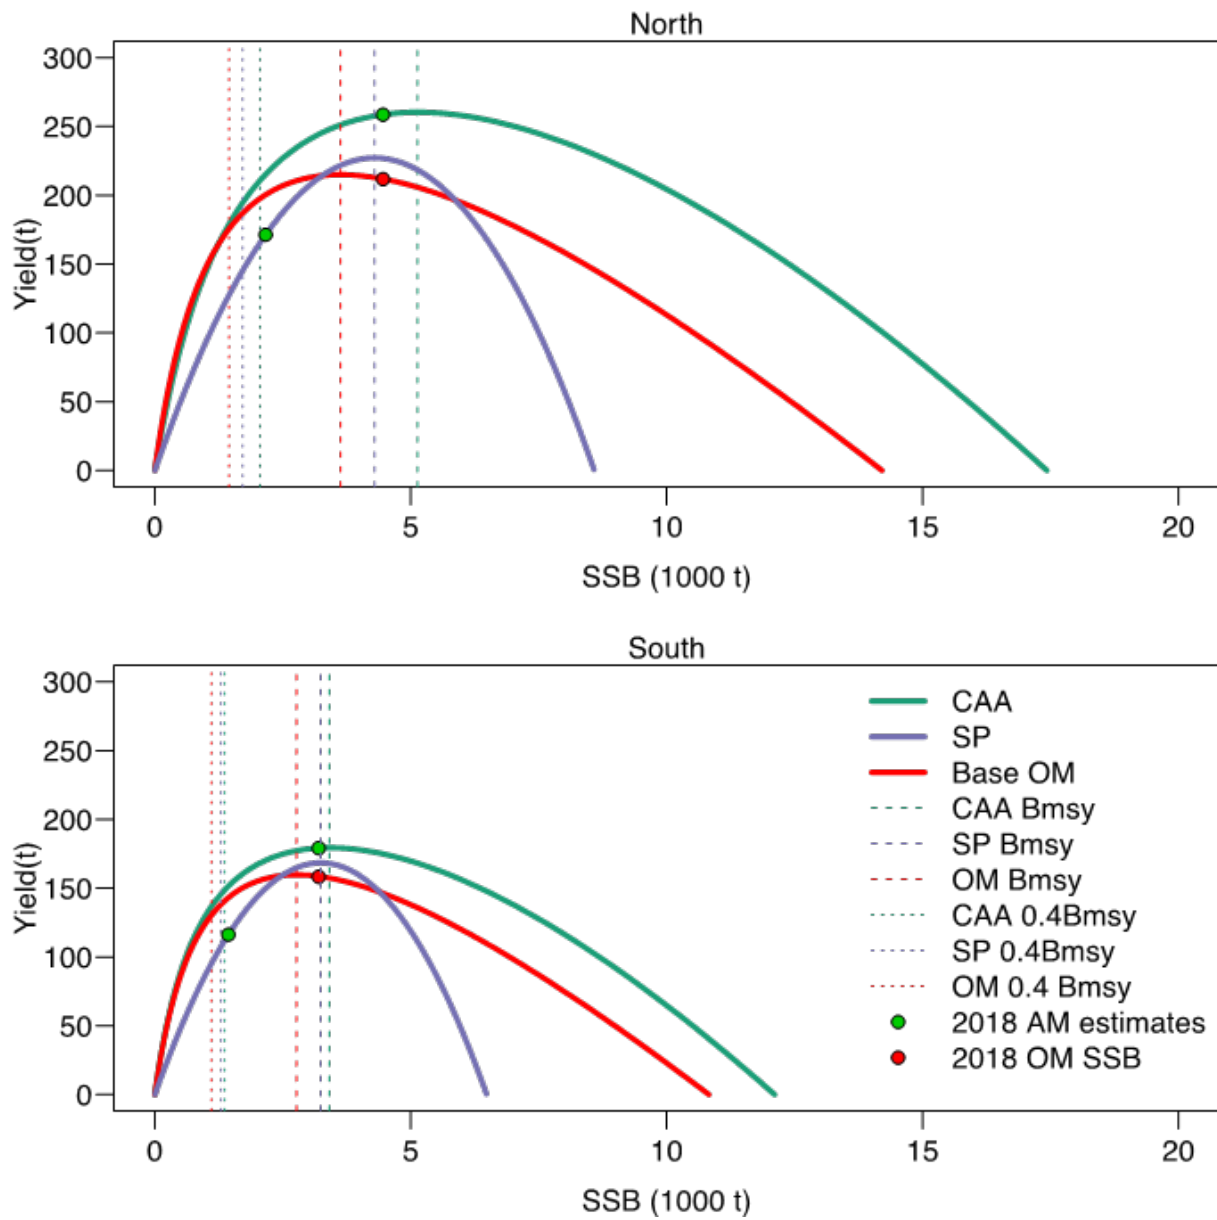 North
300
250
200
150
100
50
0
Yield(t)
0 5 10 15 20
SSB (1000 t)
South
300
250
200
150
100
50
0
Yield(t)
CAA
SP
Base OM
CAA Bmsy
SP Bmsy
OM Bmsy
CAA 0.4Bmsy
SP 0.4Bmsy
OM 0.4 Bmsy
2018 AM estimates
2018 OM SSB
0 5 10 15 20
SSB (1000 t)